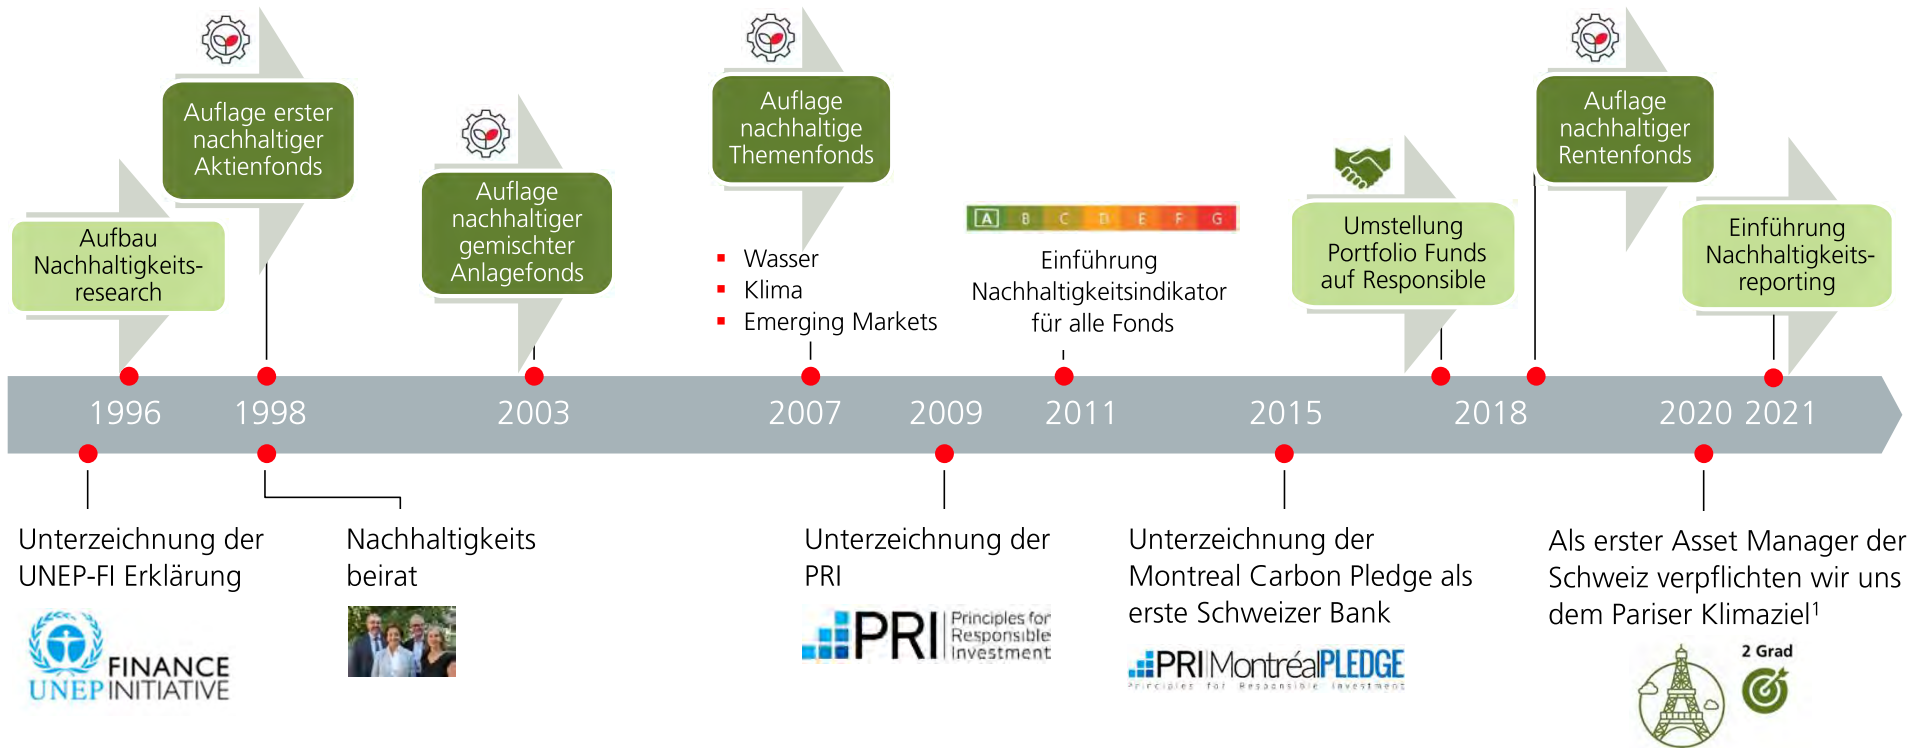 Aufbau
Nachhaltigkeits-
research
Auflage erster
nachhaltiger
Aktienfonds
Auflage
nachhaltiger
gemischter
Anlagefonds
Auflage
nachhaltige
Themenfonds
Wasser
Klima
Emerging Markets
A B C D E F G
Einführung
Nachhaltigkeitsindikator
für alle Fonds
Umstellung
Portfolio Funds
auf Responsible
Auflage
nachhaltiger
Rentenfonds
Einführung
Nachhaltigkeits-
reporting
1996 1998 2003 2007 2009 2011 2015 2018 2020 2021
Unterzeichnung der
UNEP-FI Erklärung
FINANCE
UNEP INITIATIVE
Nachhaltigkeits
beirat
Unterzeichnung der
PRI
PRI
Principles for
Responsible
Investment
Unterzeichnung der
Montreal Carbon Pledge als
erste Schweizer Bank
PRI MontréalPLEDGE
Principles for Responsible Investment
Als erster Asset Manager der
Schweiz verpflichten wir uns
dem Pariser Klimaziel¹
2 Grad